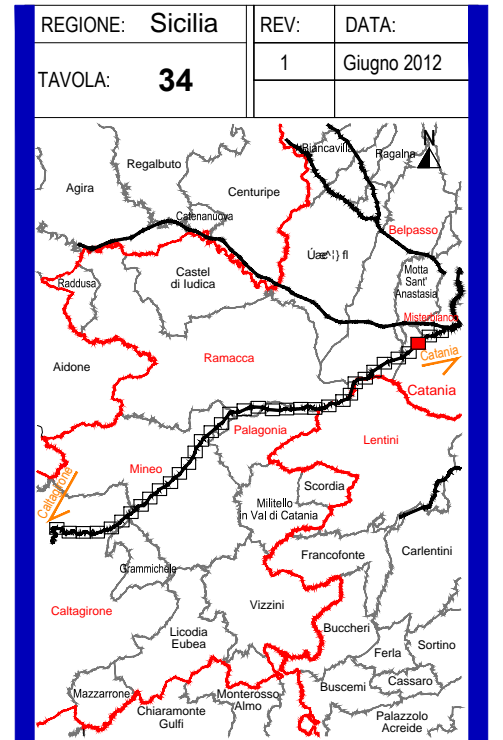 REGIONE: Sicilia REV: DATA:
TAVOLA: 34 1 Giugno 2012
N
Biancavilla
Ragalna
Regalbuto
Agira
Centuripe
Catenanuova
Belpasso
Úæ^¦} fl
Motta
Sant'
Anastasia
Castel
di Iudica
Raddusa
Misterbianco
Catania
Ramacca
Aidone
Catania
Palagonia
Lentini
Mineo
Scordia
Caltagirone
Militello
in Val di Catania
Francofonte
Carlentini
Grammichele
Vizzini
Caltagirone
Buccheri
Licodia
Eubea
Sortino
Ferla
Cassaro
Buscemi
Mazzarrone
Monterosso
Almo
Chiaramonte
Gulfi
Palazzolo
Acreide